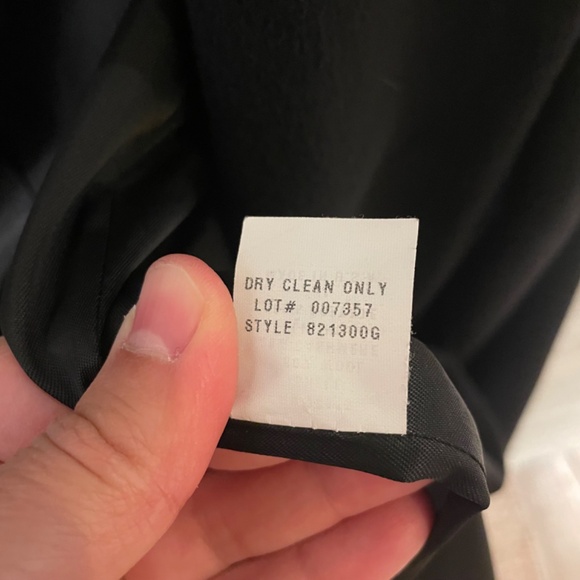 DRY CLEAN ONLY
LOT# 007357
STYLE 821300G